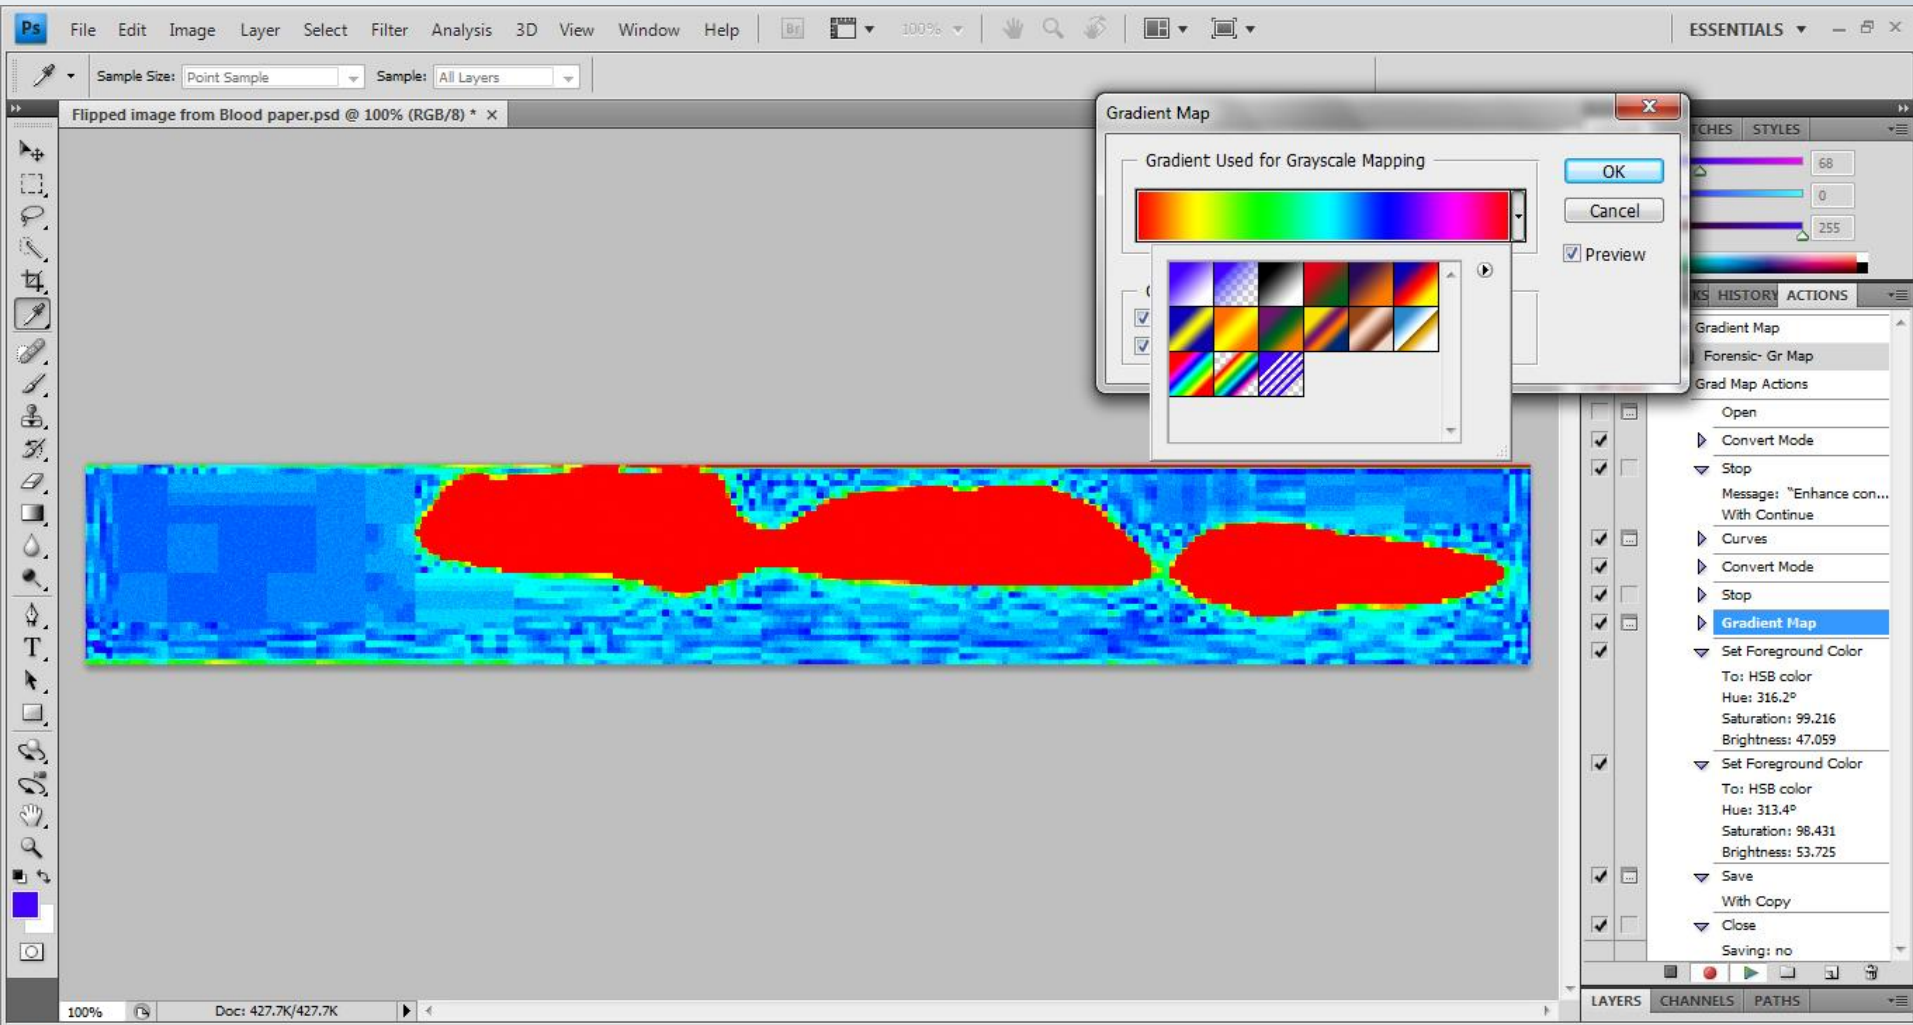 Ps File Edit Image Layer Select Filter Analysis 3D View Window Help Br 100% ESSENTIALS
Sample Size: Point Sample Sample: All Layers
Flipped image from Blood paper.psd @ 100% (RGB/8) * ×
Gradient Map
Gradient Used for Grayscale Mapping
OK
Cancel
Preview
TCHES STYLES
68
0
255
KS HISTORY ACTIONS
Gradient Map
Forensic- Gr Map
Grad Map Actions
Open
Convert Mode
Stop
Message: "Enhance con...
With Continue
Curves
Convert Mode
Stop
Gradient Map
Set Foreground Color
To: HSB color
Hue: 316.2º
Saturation: 99.216
Brightness: 47.059
Set Foreground Color
To: HSB color
Hue: 313.4º
Saturation: 98.431
Brightness: 53.725
Save
With Copy
Close
Saving: no
LAYERS CHANNELS PATHS
100% Doc: 427.7K/427.7K